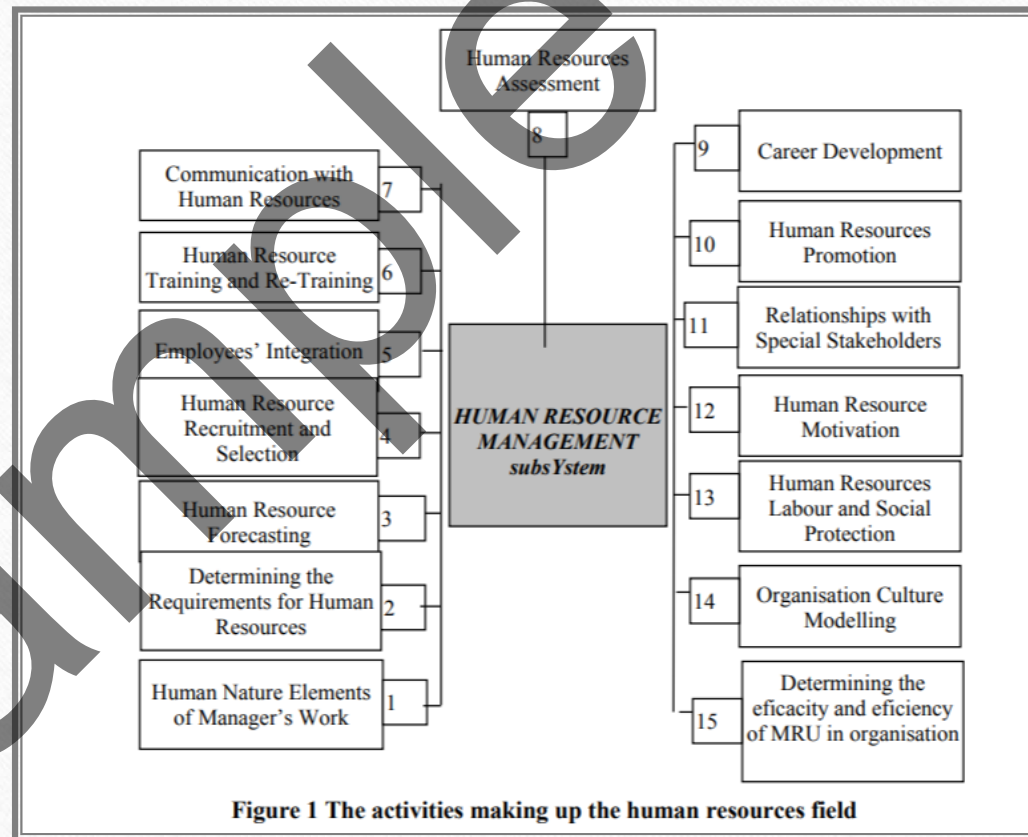 Human Resources
Assessment
8
Communication with
Human Resources
7
Human Resource
Training and Re-Training
6
Employees' Integration
5
Human Resource
Recruitment and
Selection
4
Human Resource
Forecasting
3
Determining the
Requirements for Human
Resources
2
Human Nature Elements
of Manager's Work
1
HUMAN RESOURCE
MANAGEMENT
subsYstem
9
Career Development
10
Human Resources
Promotion
11
Relationships with
Special Stakeholders
12
Human Resource
Motivation
13
Human Resources
Labour and Social
Protection
14
Organisation Culture
Modelling
15
Determining the
eficacity and eficiency
of MRU in organisation
Figure 1 The activities making up the human resources field
umple